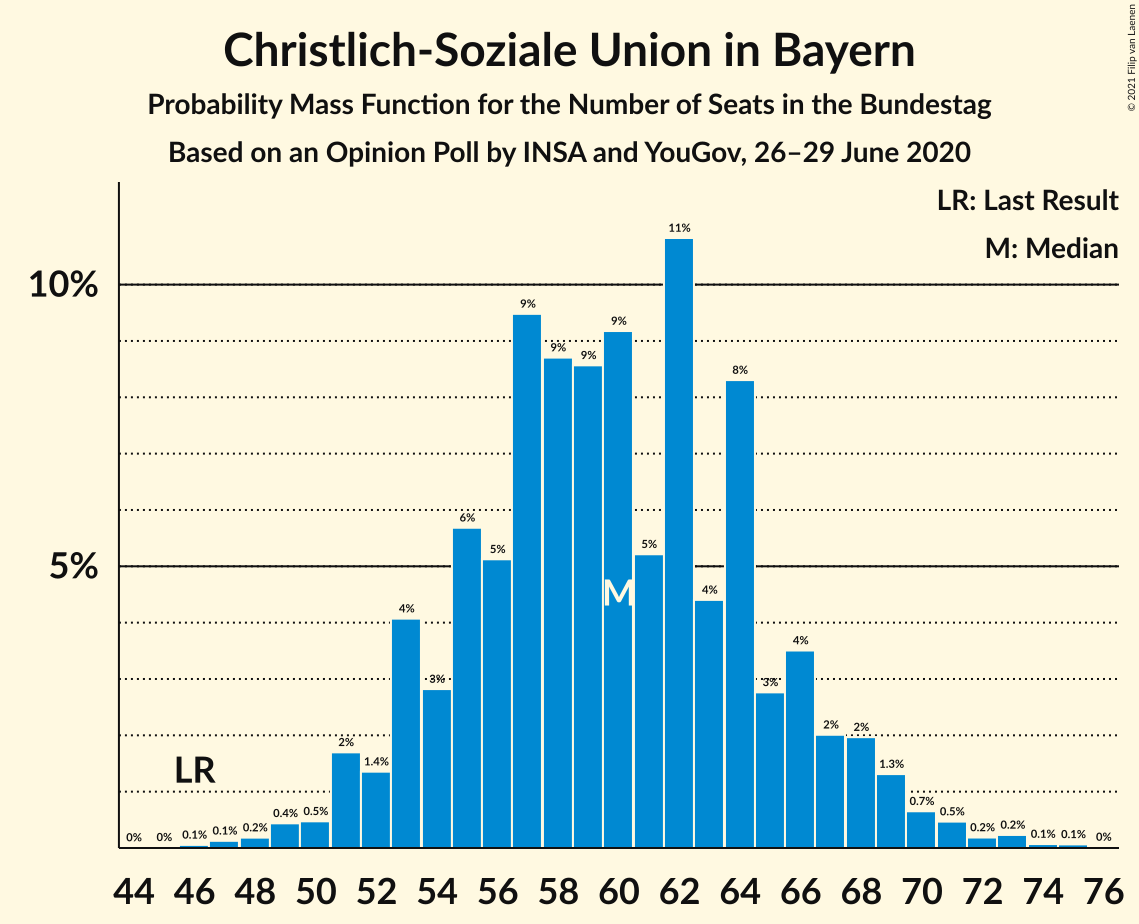 Christlich-Soziale Union in Bayern
Probability Mass Function for the Number of Seats in the Bundestag
Based on an Opinion Poll by INSA and YouGov, 26–29 June 2020
© 2021 Filip van Laenen
LR: Last Result
M: Median
10%
5%
0% 0% 0.1% 0.1% 0.2% 0.4% 0.5% 2% 1.4% 4% 3% 6% 5% 9% 9% 9% 9% 5% 11% 4% 8% 3% 4% 2% 2% 1.3% 0.7% 0.5% 0.2% 0.2% 0.1% 0.1% 0%
LR
M
44 46 48 50 52 54 56 58 60 62 64 66 68 70 72 74 76